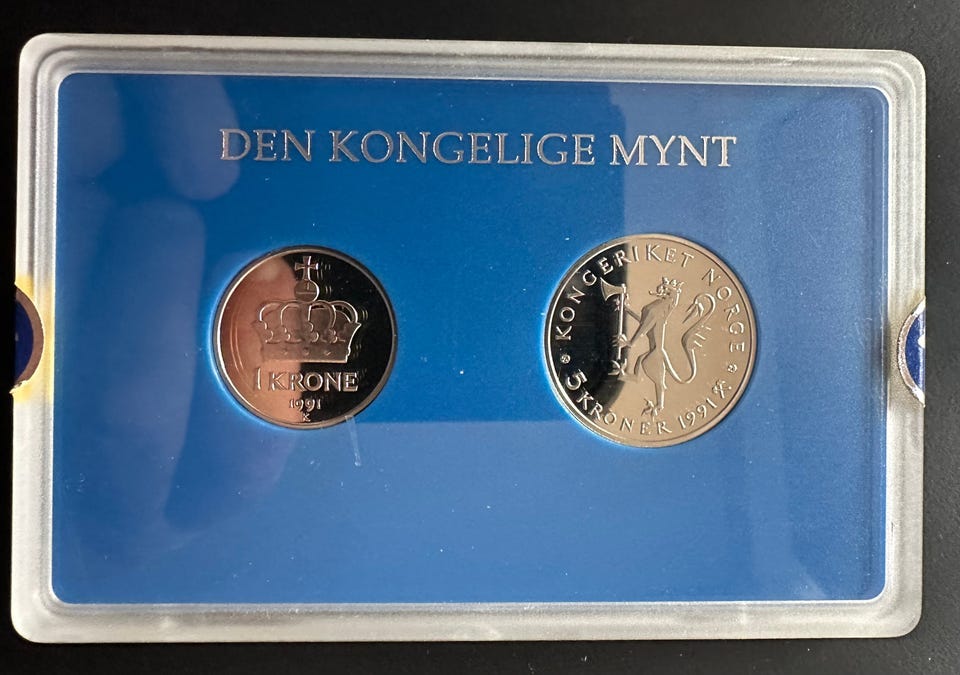 DEN KONGELIGE MYNT
1 KRONE
1991
K
KONGERIKET NORGE
5 KRONER 1991